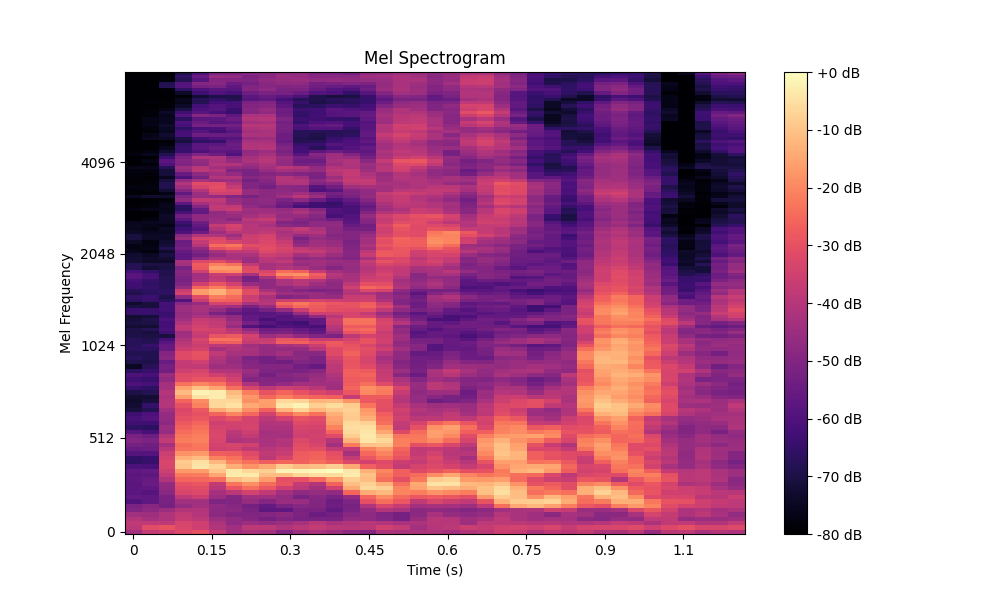 Mel Spectrogram
Mel Frequency
4096
2048
1024
512
0
0 0.15 0.3 0.45 0.6 0.75 0.9 1.1
Time (s)
+0 dB
-10 dB
-20 dB
-30 dB
-40 dB
-50 dB
-60 dB
-70 dB
-80 dB